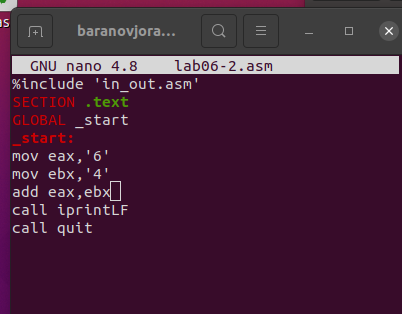 baranovjora...
GNU nano 4.8 lab06-2.asm
%include 'in_out.asm'
SECTION .text
GLOBAL _start
_start:
mov eax,'6'
mov ebx,'4'
add eax,ebx
call iprintLF
call quit